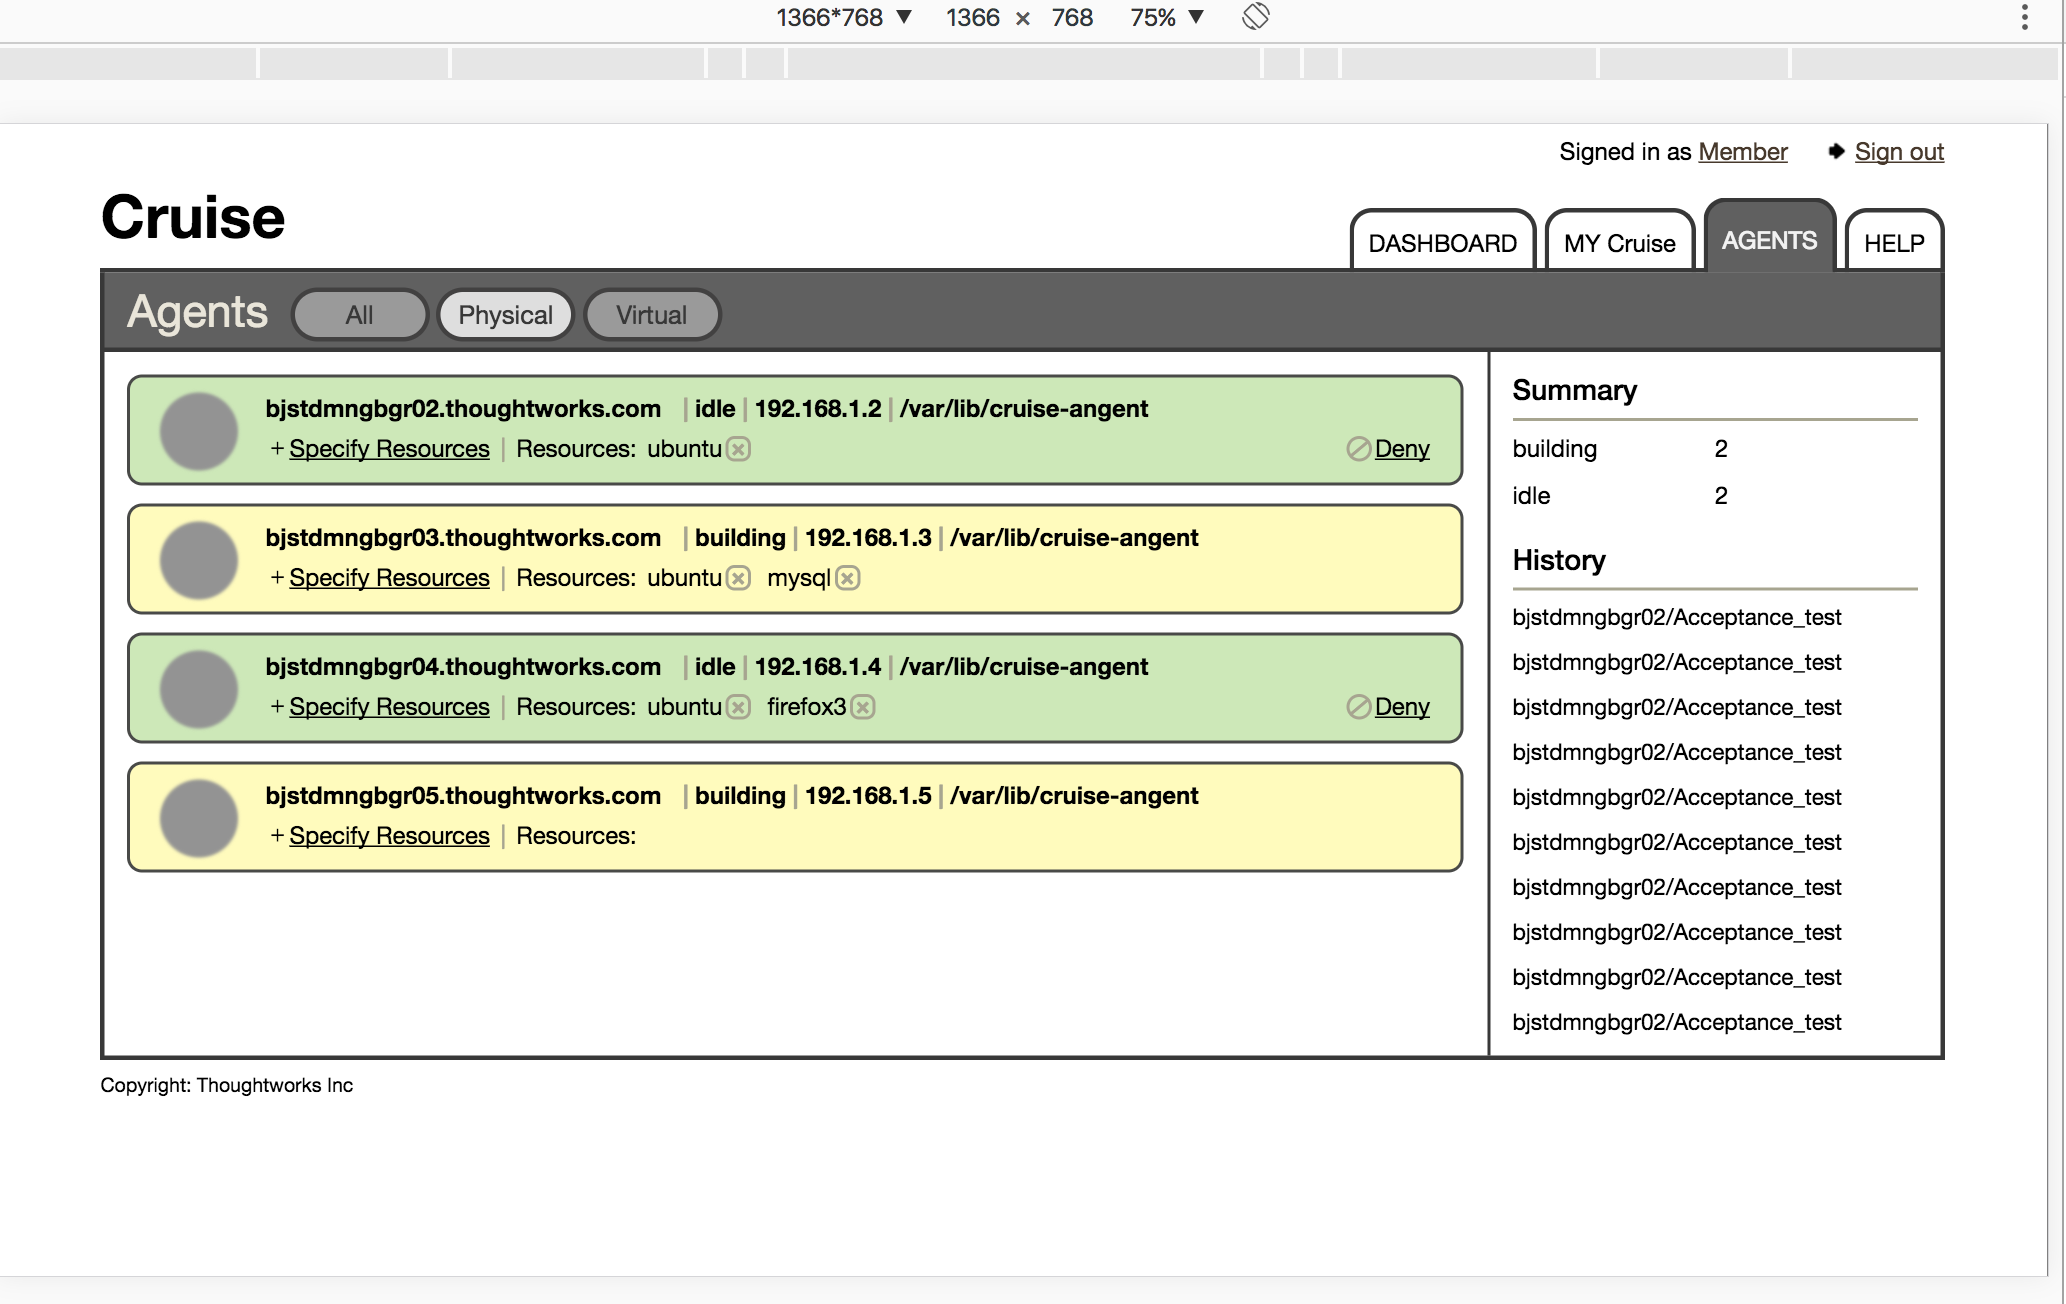 1366*768 ▼ 1366 × 768 75% ▼
Signed in as Member Sign out
Cruise
DASHBOARD MY Cruise AGENTS HELP
Agents All Physical Virtual
bjstdmngbgr02.thoughtworks.com | idle | 192.168.1.2 | /var/lib/cruise-angent
+ Specify Resources | Resources: ubuntu Deny
bjstdmngbgr03.thoughtworks.com | building | 192.168.1.3 | /var/lib/cruise-angent
+ Specify Resources | Resources: ubuntu mysql
bjstdmngbgr04.thoughtworks.com | idle | 192.168.1.4 | /var/lib/cruise-angent
+ Specify Resources | Resources: ubuntu firefox3 Deny
bjstdmngbgr05.thoughtworks.com | building | 192.168.1.5 | /var/lib/cruise-angent
+ Specify Resources | Resources:
Summary
building 2
idle 2
History
bjstdmngbgr02/Acceptance_test
bjstdmngbgr02/Acceptance_test
bjstdmngbgr02/Acceptance_test
bjstdmngbgr02/Acceptance_test
bjstdmngbgr02/Acceptance_test
bjstdmngbgr02/Acceptance_test
bjstdmngbgr02/Acceptance_test
bjstdmngbgr02/Acceptance_test
bjstdmngbgr02/Acceptance_test
bjstdmngbgr02/Acceptance_test
Copyright: Thoughtworks Inc